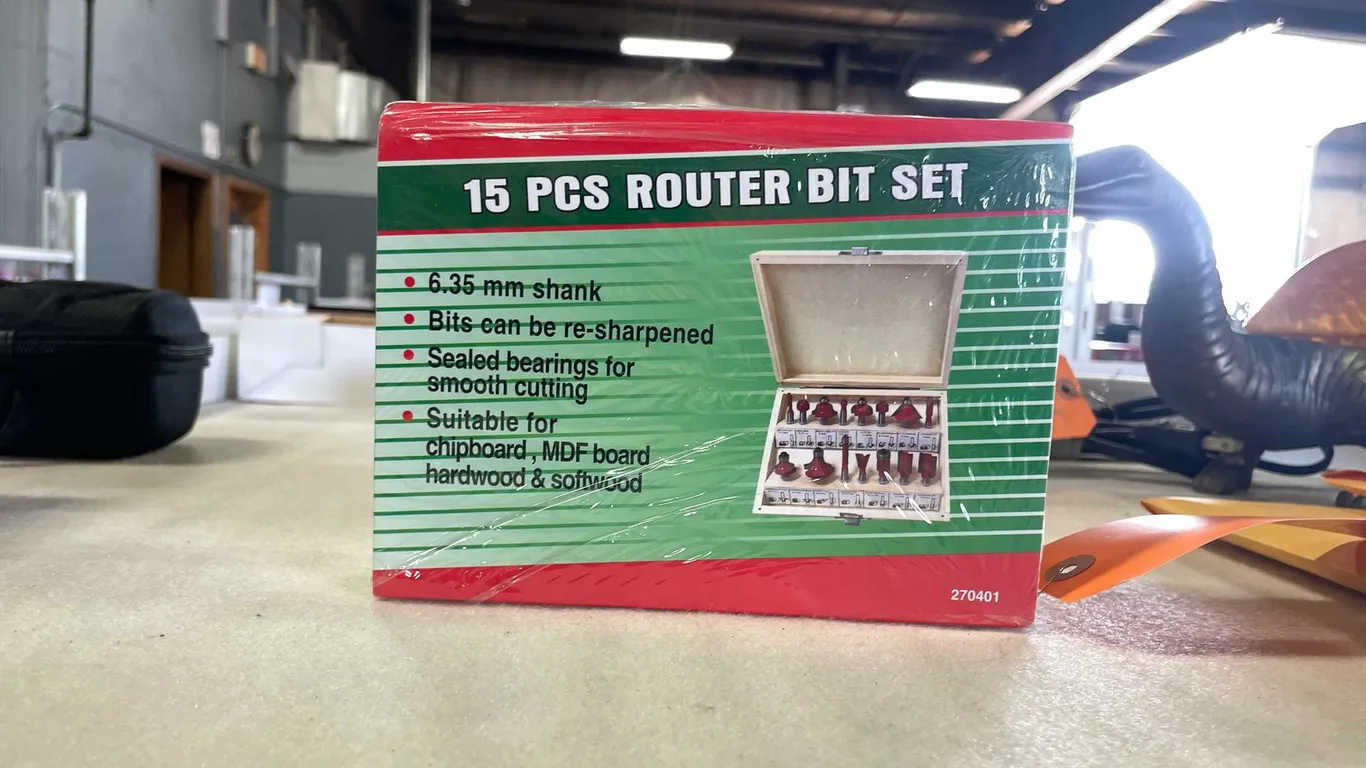 15 PCS ROUTER BIT SET
6.35 mm shank
Bits can be re-sharpened
Sealed bearings for
smooth cutting
Suitable for
chipboard , MDF board
hardwood & softwood
270401